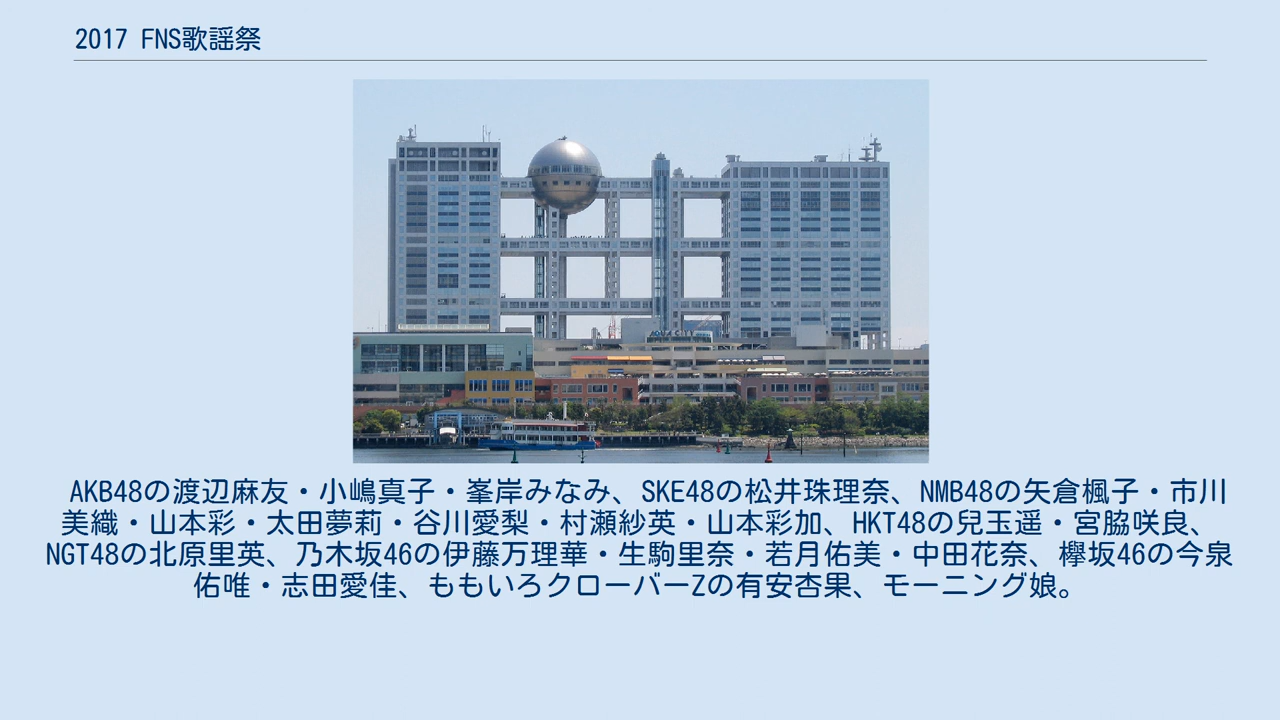 2017 FNS歌謡祭
AQUA CITY
AKB48の渡辺麻友・小嶋真子・峯岸みなみ、SKE48の松井珠理奈、NMB48の矢倉楓子・市川
美織・山本彩・太田夢莉・谷川愛梨・村瀬紗英・山本彩加、HKT48の兒玉遥・宮脇咲良、
NGT48の北原里英、乃木坂46の伊藤万理華・生駒里奈・若月佑美・中田花奈、欅坂46の今泉
佑唯・志田愛佳、ももいろクローバーZの有安杏果、モーニング娘。